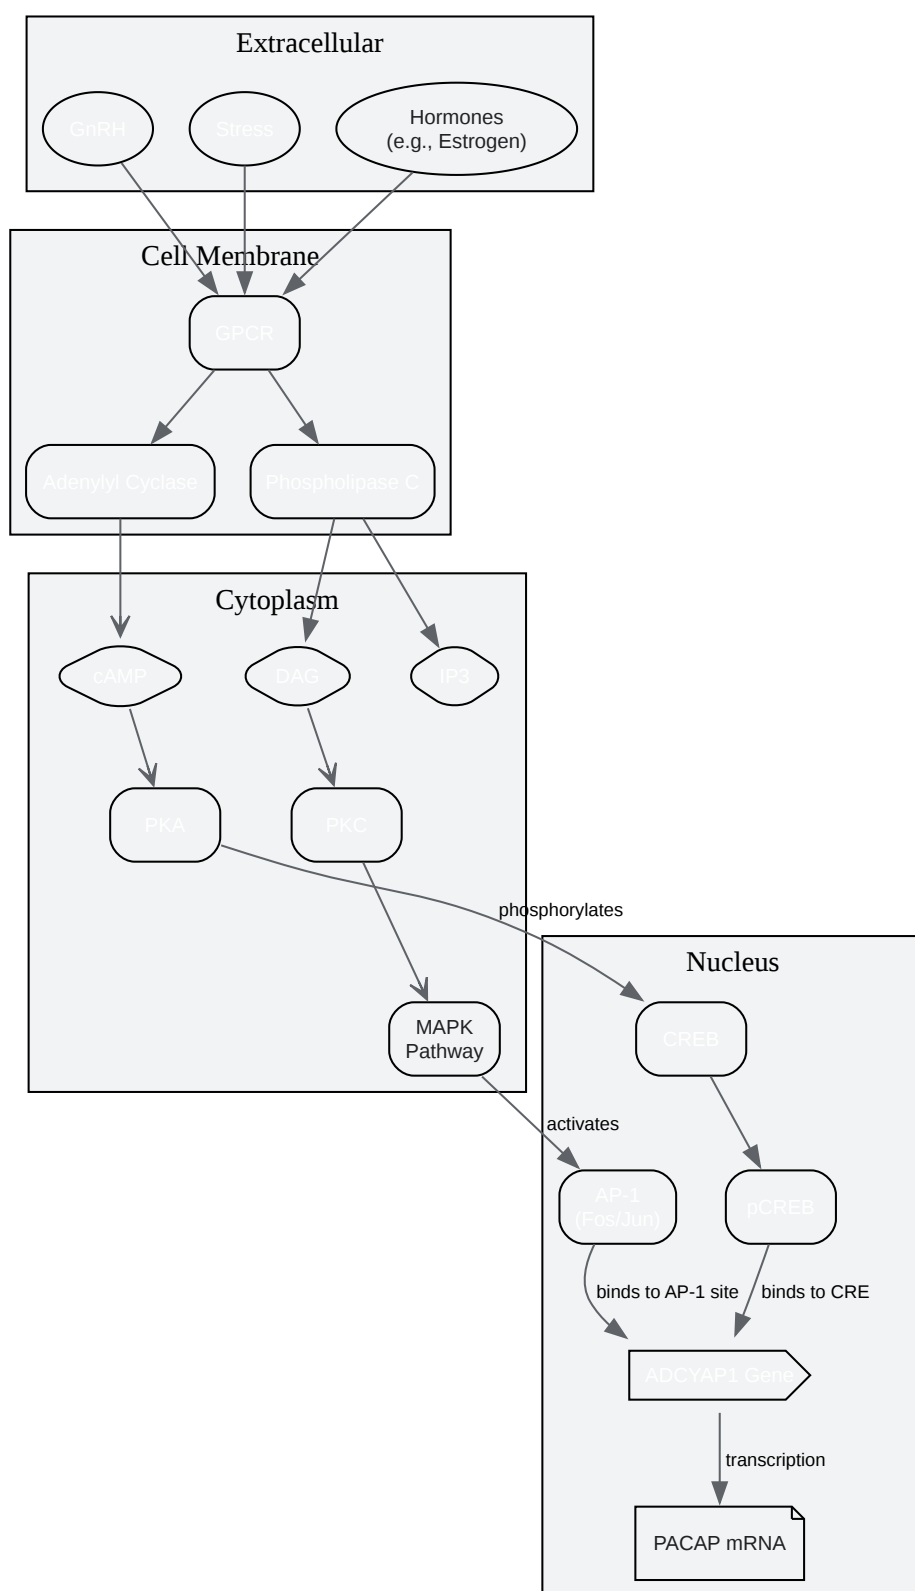 Extracellular
GnRH
Stress
Hormones
(e.g., Estrogen)
Cell Membrane
GPCR
Adenylyl Cyclase
Phospholipase C
Cytoplasm
cAMP
DAG
IP3
PKA
PKC
phosphorylates
Nucleus
MAPK
Pathway
CREB
activates
AP-1
(Fos/Jun)
pCREB
binds to AP-1 site
binds to CRE
ADCYAP1 Gene
transcription
PACAP mRNA